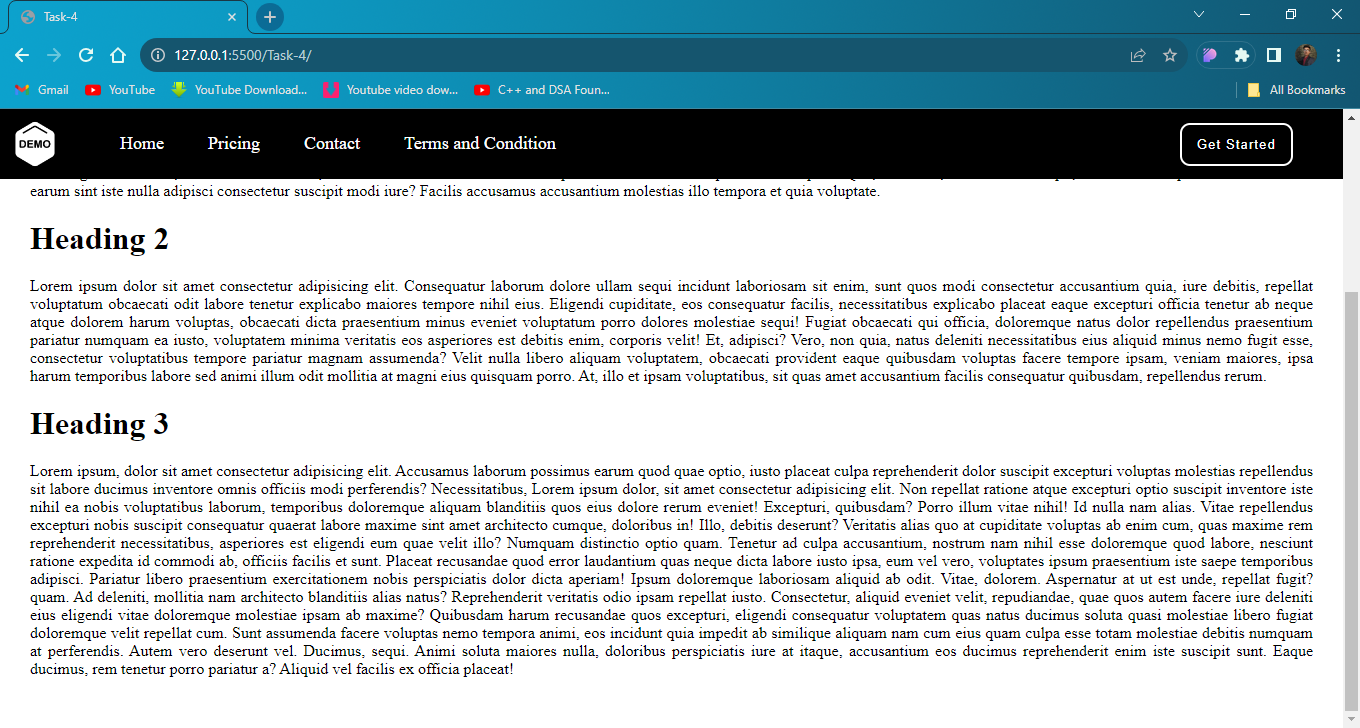 Task-4
127.0.0.1:5500/Task-4/
Gmail YouTube YouTube Download... Youtube video dow... C++ and DSA Foun... All Bookmarks
DEMO Home Pricing Contact Terms and Condition Get Started
earum sint iste nulla adipisci consectetur suscipit modi iure? Facilis accusamus accusantium molestias illo tempora et quia voluptate.
Heading 2
Lorem ipsum dolor sit amet consectetur adipisicing elit. Consequatur laborum dolore ullam sequi incidunt laboriosam sit enim, sunt quos modi consectetur accusantium quia, iure debitis, repellat
voluptatum obcaecati odit labore tenetur explicabo maiores tempore nihil eius. Eligendi cupiditate, eos consequatur facilis, necessitatibus explicabo placeat eaque excepturi officia tenetur ab neque
atque dolorem harum voluptas, obcaecati dicta praesentium minus eveniet voluptatum porro dolores molestiae sequi! Fugiat obcaecati qui officia, doloremque natus dolor repellendus praesentium
pariatur numquam ea iusto, voluptatem minima veritatis eos asperiores est debitis enim, corporis velit! Et, adipisci? Vero, non quia, natus deleniti necessitatibus eius aliquid minus nemo fugit esse,
consectetur voluptatibus tempore pariatur magnam assumenda? Velit nulla libero aliquam voluptatem, obcaecati provident eaque quibusdam voluptas facere tempore ipsam, veniam maiores, ipsa
harum temporibus labore sed animi illum odit mollitia at magni eius quisquam porro. At, illo et ipsam voluptatibus, sit quas amet accusantium facilis consequatur quibusdam, repellendus rerum.
Heading 3
Lorem ipsum, dolor sit amet consectetur adipisicing elit. Accusamus laborum possimus earum quod quae optio, iusto placeat culpa reprehenderit dolor suscipit excepturi voluptas molestias repellendus
sit labore ducimus inventore omnis officiis modi perferendis? Necessitatibus, Lorem ipsum dolor, sit amet consectetur adipisicing elit. Non repellat ratione atque excepturi optio suscipit inventore iste
nihil ea nobis voluptatibus laborum, temporibus doloremque aliquam blanditiis quos eius dolore rerum eveniet! Excepturi, quibusdam? Porro illum vitae nihil! Id nulla nam alias. Vitae repellendus
excepturi nobis suscipit consequatur quaerat labore maxime sint amet architecto cumque, doloribus in! Illo, debitis deserunt? Veritatis alias quo at cupiditate voluptas ab enim cum, quas maxime rem
reprehenderit necessitatibus, asperiores est eligendi eum quae velit illo? Numquam distinctio optio quam. Tenetur ad culpa accusantium, nostrum nam nihil esse doloremque quod labore, nesciunt
ratione expedita id commodi ab, officiis facilis et sunt. Placeat recusandae quod error laudantium quas neque dicta labore iusto ipsa, eum vel vero, voluptates ipsum praesentium iste saepe temporibus
adipisci. Pariatur libero praesentium exercitationem nobis perspiciatis dolor dicta aperiam! Ipsum doloremque laboriosam aliquid ab odit. Vitae, dolorem. Aspernatur at ut est unde, repellat fugit?
quam. Ad deleniti, mollitia nam architecto blanditiis alias natus? Reprehenderit veritatis odio ipsam repellat iusto. Consectetur, aliquid eveniet velit, repudiandae, quae quos autem facere iure deleniti
eius eligendi vitae doloremque molestiae ipsam ab maxime? Quibusdam harum recusandae quos excepturi, eligendi consequatur voluptatem quas natus ducimus soluta quasi molestiae libero fugiat
doloremque velit repellat cum. Sunt assumenda facere voluptas nemo tempora animi, eos incidunt quia impedit ab similique aliquam nam cum eius quam culpa esse totam molestiae debitis numquam
at perferendis. Autem vero deserunt vel. Ducimus, sequi. Animi soluta maiores nulla, doloribus perspiciatis iure at itaque, accusantium eos ducimus reprehenderit enim iste suscipit sunt. Eaque
ducimus, rem tenetur porro pariatur a? Aliquid vel facilis ex officia placeat!